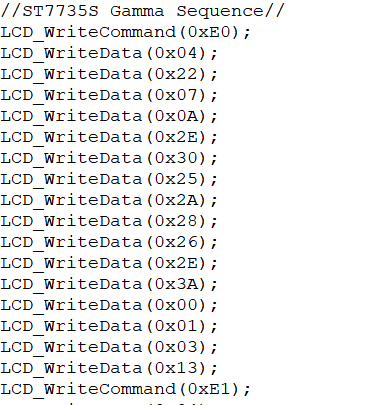 //ST7735S Gamma Sequence//
LCD_WriteCommand(0xE0);
LCD_WriteData(0x04);
LCD_WriteData(0x22);
LCD_WriteData(0x07);
LCD_WriteData(0x0A);
LCD_WriteData(0x2E);
LCD_WriteData(0x30);
LCD_WriteData(0x25);
LCD_WriteData(0x2A);
LCD_WriteData(0x28);
LCD_WriteData(0x26);
LCD_WriteData(0x2E);
LCD_WriteData(0x3A);
LCD_WriteData(0x00);
LCD_WriteData(0x01);
LCD_WriteData(0x03);
LCD_WriteData(0x13);
LCD_WriteCommand(0xE1);